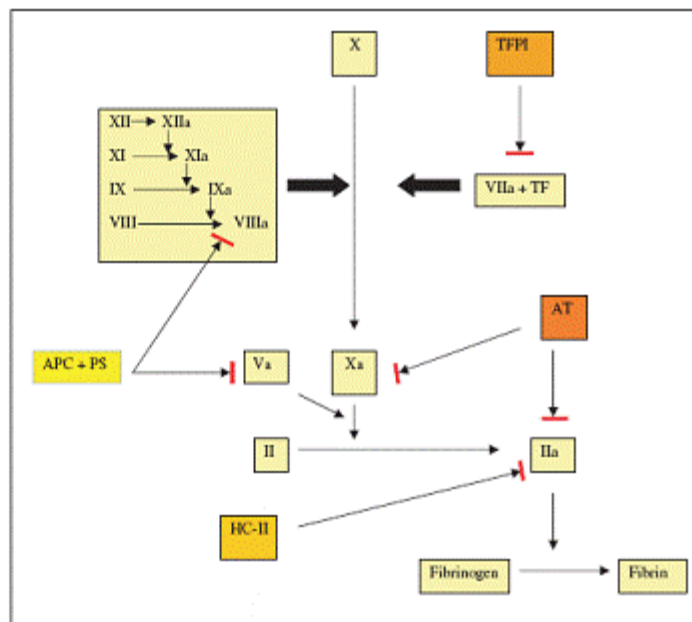 X
TFPI
XII XIIa
XI XIa
IX IXa
VIII VIIIa
VIIa + TF
AT
APC + PS
Va
Xa
II
IIa
HC-II
Fibrinogen
Fibrin